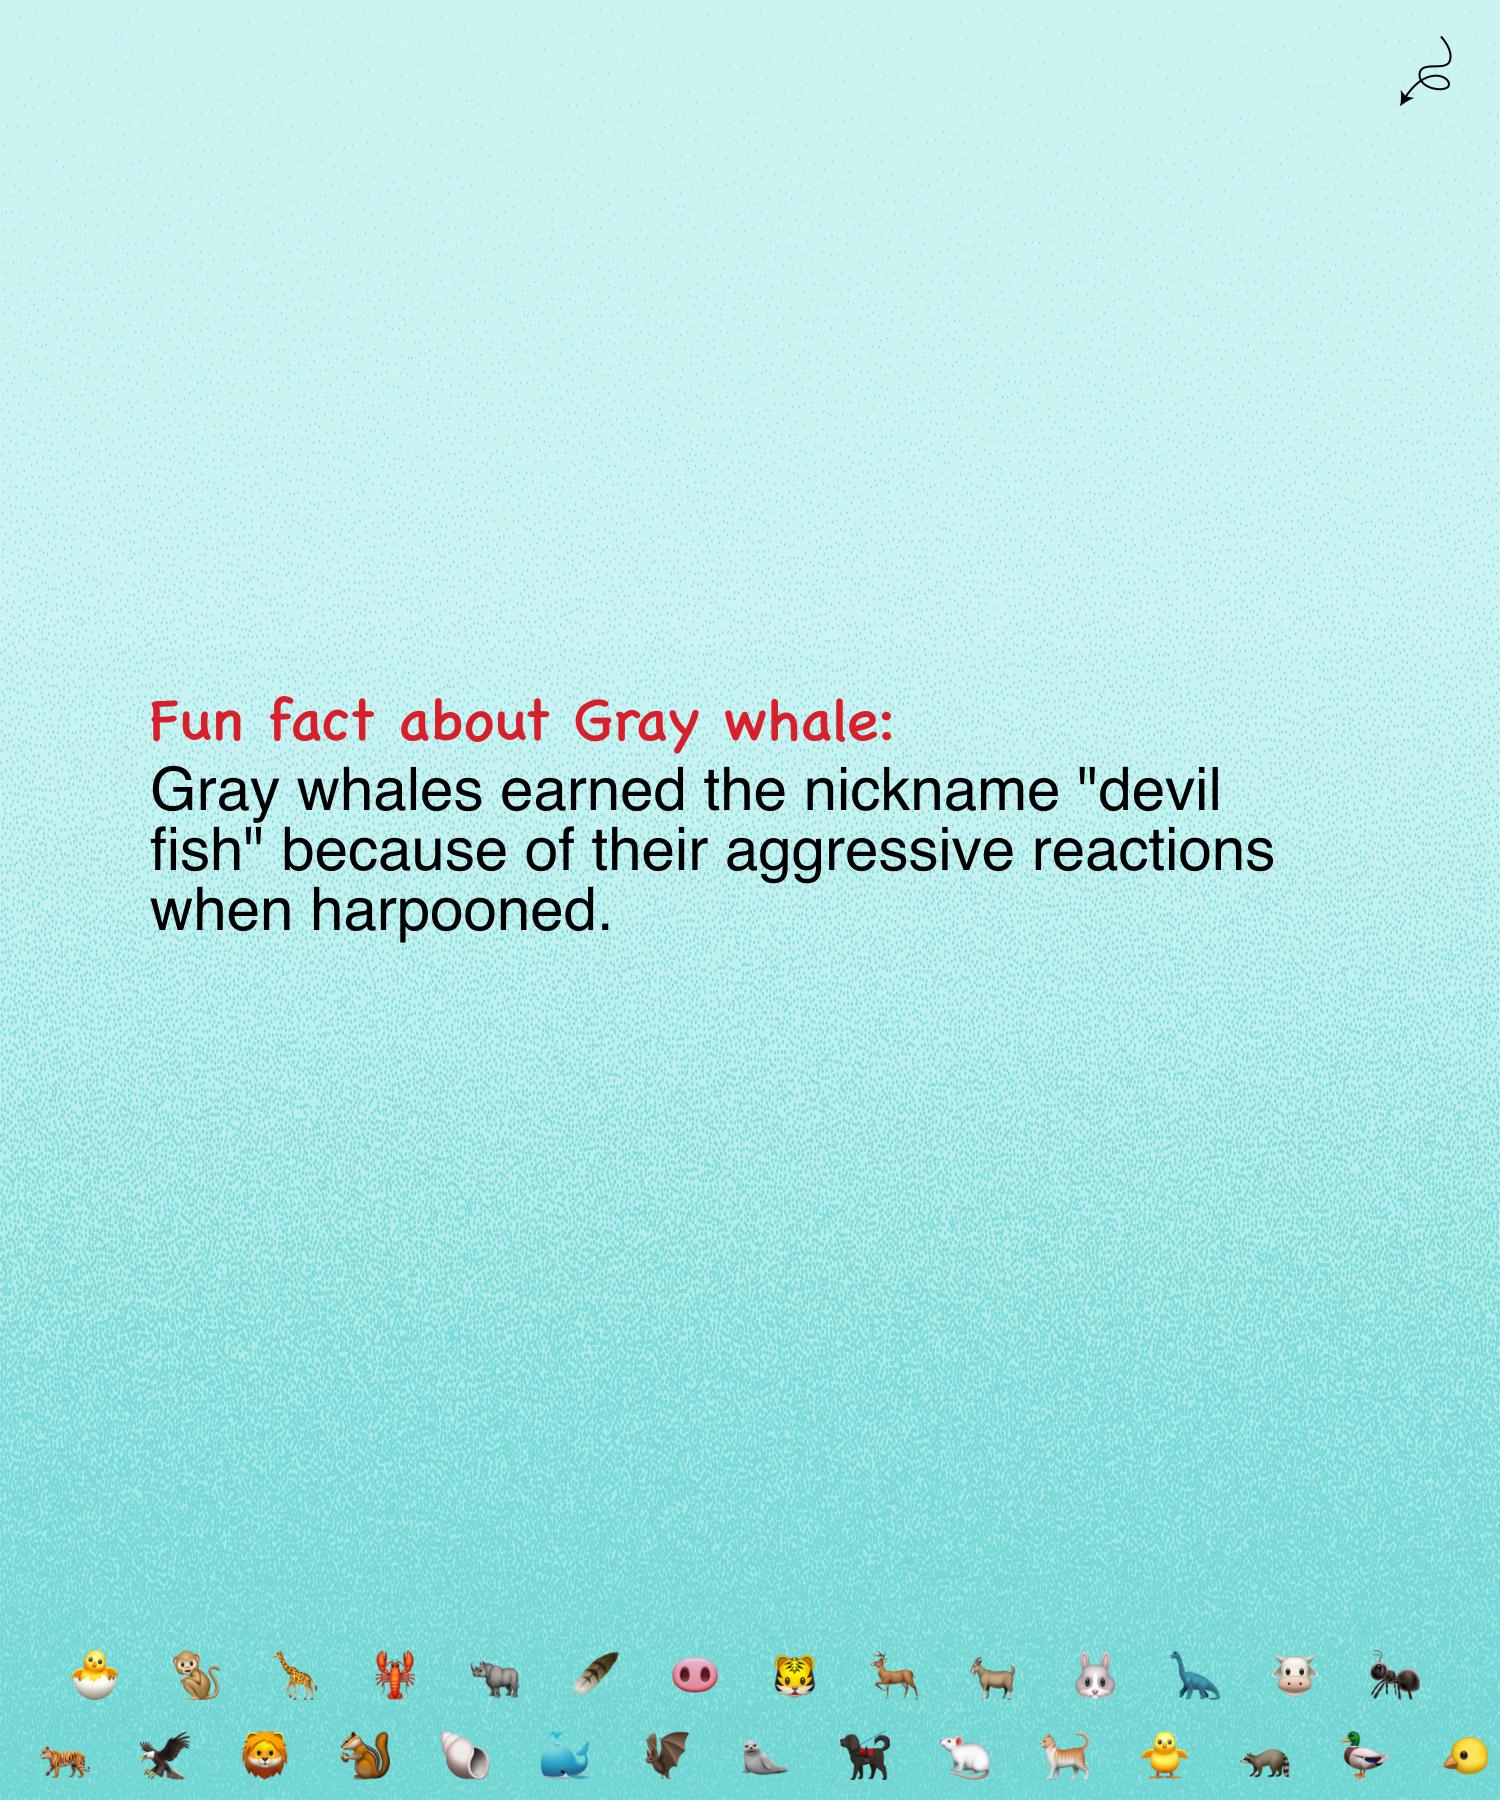 Fun fact about Gray whale:
Gray whales earned the nickname "devil
fish" because of their aggressive reactions
when harpooned.